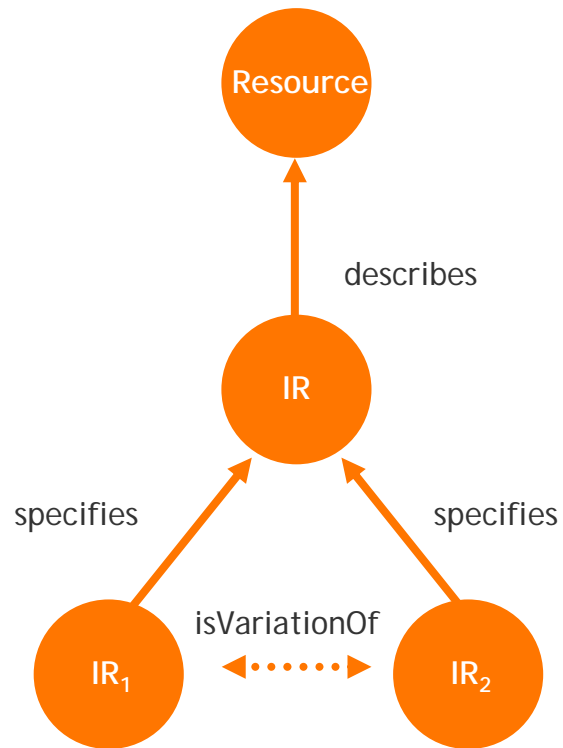 Resource
describes
IR
specifies
specifies
isVariationOf
IR₁
IR₂